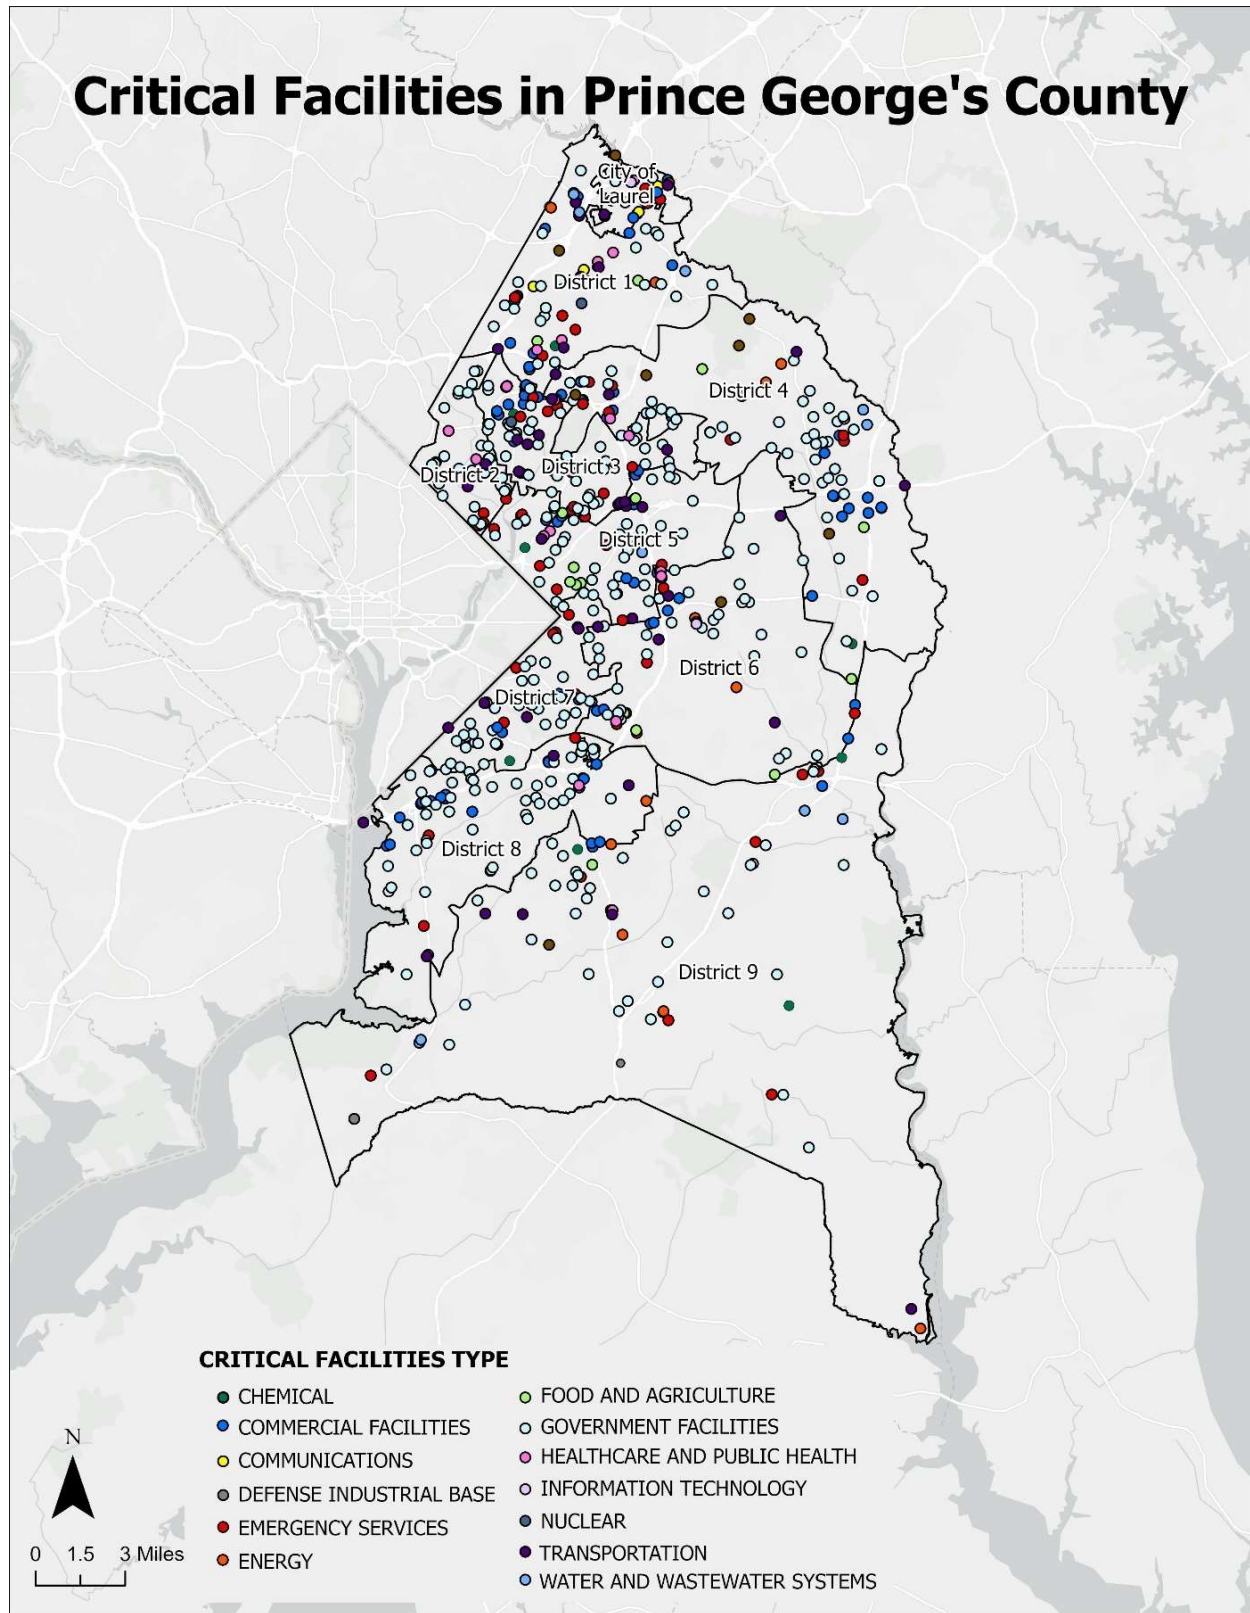 Critical Facilities in Prince George's County
City of
Laurel
District 1
District 4
District 3
District 2
District 5
District 6
District 7
District 8
District 9
CRITICAL FACILITIES TYPE
CHEMICAL
COMMERCIAL FACILITIES
COMMUNICATIONS
DEFENSE INDUSTRIAL BASE
EMERGENCY SERVICES
ENERGY
FOOD AND AGRICULTURE
GOVERNMENT FACILITIES
HEALTHCARE AND PUBLIC HEALTH
INFORMATION TECHNOLOGY
NUCLEAR
TRANSPORTATION
WATER AND WASTEWATER SYSTEMS
N
0 1.5 3 Miles